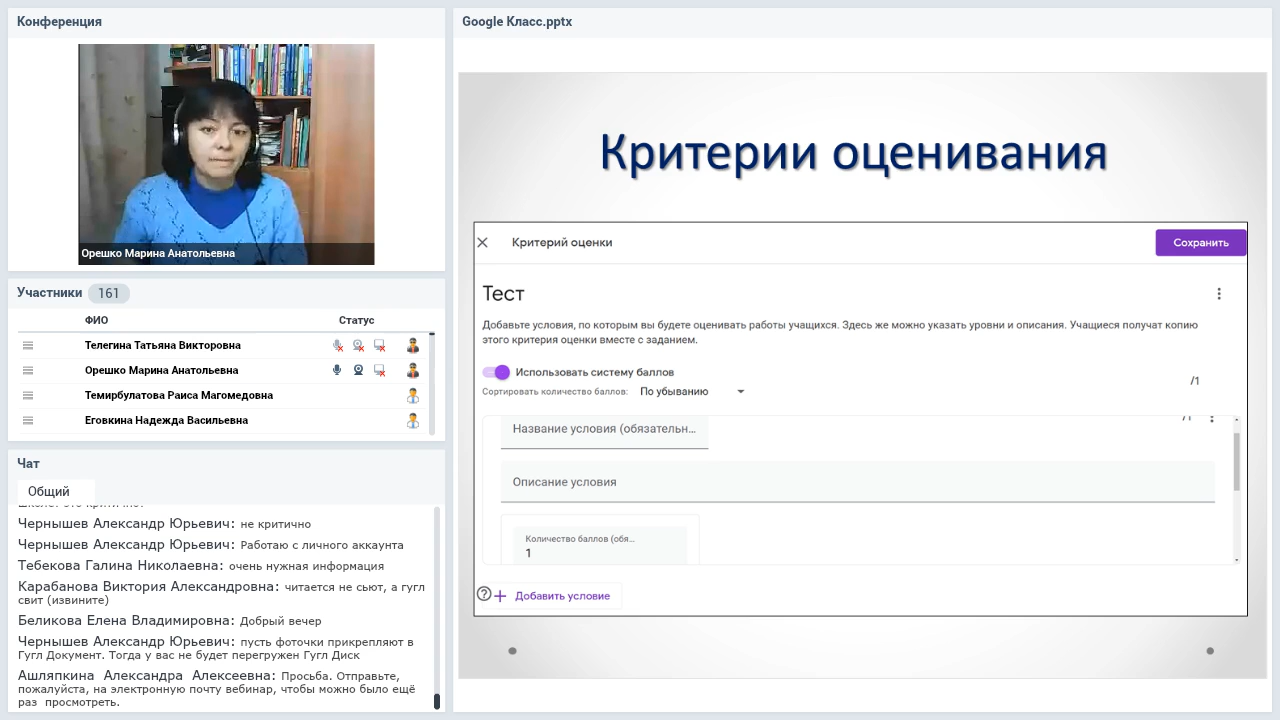 Конференция
Орешко Марина Анатольевна
Участники 161
ФИО Статус
Телегина Татьяна Викторовна
Орешко Марина Анатольевна
Темирбулатова Раиса Магомедовна
Еговкина Надежда Васильевна
Чат
Общий
Чернышев Александр Юрьевич: не критично
Чернышев Александр Юрьевич: Работаю с личного аккаунта
Тебекова Галина Николаевна: очень нужная информация
Карабанова Виктория Александровна: читается не сьют, а гугл
свит (извините)
Беликова Елена Владимировна: Добрый вечер
Чернышев Александр Юрьевич: пусть фоточки прикрепляют в
Гугл Документ. Тогда у вас не будет перегружен Гугл Диск
Ашляпкина Александра Алексеевна: Просьба. Отправьте,
пожалуйста, на электронную почту вебинар, чтобы можно было ещё
раз просмотреть.
Google Класс.pptx
Критерии оценивания
Критерий оценки
Сохранить
Тест
Добавьте условия, по которым вы будете оценивать работы учащихся. Здесь же можно указать уровни и описания. Учащиеся получат копию
этого критерия оценки вместе с заданием.
Использовать систему баллов
/1
Сортировать количество баллов: По убыванию
Название условия (обязательн...
Описание условия
Количество баллов (обя...
1
Добавить условие